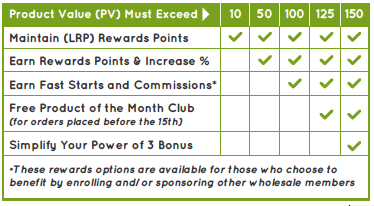 Product Value (PV) Must Exceed 10 50 100 125 150
Maintain (LRP) Rewards Points
Earn Rewards Points & Increase %
Earn Fast Starts and Commissions*
Free Product of the Month Club
(for orders placed before the 15th)
Simplify Your Power of 3 Bonus
*These rewards options are available for those who choose to
benefit by enrolling and/or sponsoring other wholesale members